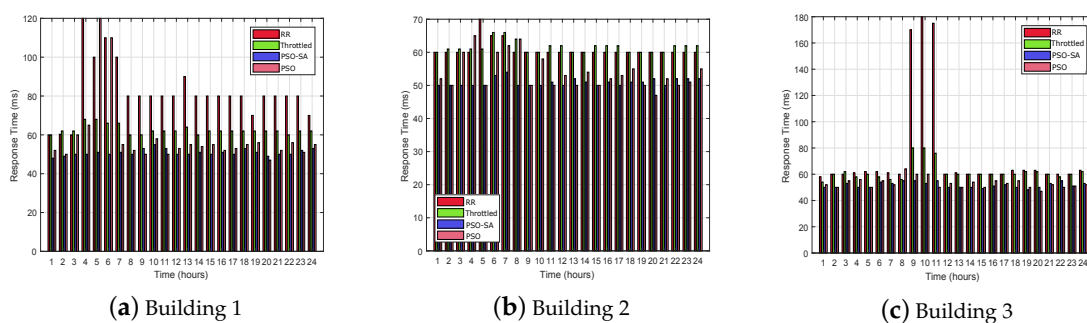 120
100
80
60
40
20
0
Response Time (ms)
RR
Throttled
PSO-SA
PSO
1 2 3 4 5 6 7 8 9 10 11 12 13 14 15 16 17 18 19 20 21 22 23 24
Time (hours)
(a) Building 1
70
60
50
40
30
20
10
0
Response Time (ms)
RR
Throttled
PSO-SA
PSO
1 2 3 4 5 6 7 8 9 10 11 12 13 14 15 16 17 18 19 20 21 22 23 24
Time (hours)
(b) Building 2
180
160
140
120
100
80
60
40
20
0
Response Time (ms)
RR
Throttled
PSO-SA
PSO
1 2 3 4 5 6 7 8 9 10 11 12 13 14 15 16 17 18 19 20 21 22 23 24
Time (hours)
(c) Building 3